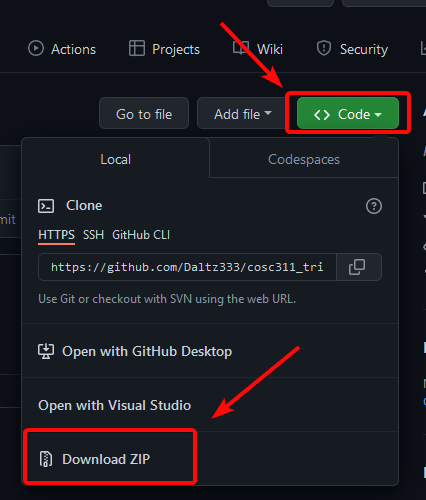 Actions Projects Wiki Security
Go to file Add file Code
Local Codespaces
Clone
mit
HTTPS SSH GitHub CLI
https://github.com/Daltz333/cosc311_tri
Use Git or checkout with SVN using the web URL.
Open with GitHub Desktop
Open with Visual Studio
Download ZIP